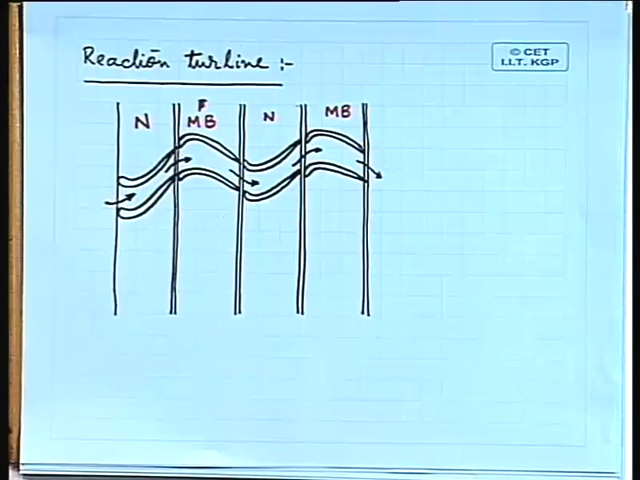 Reaction turbine :-
© CET
I.I.T. KGP
N MB N MB